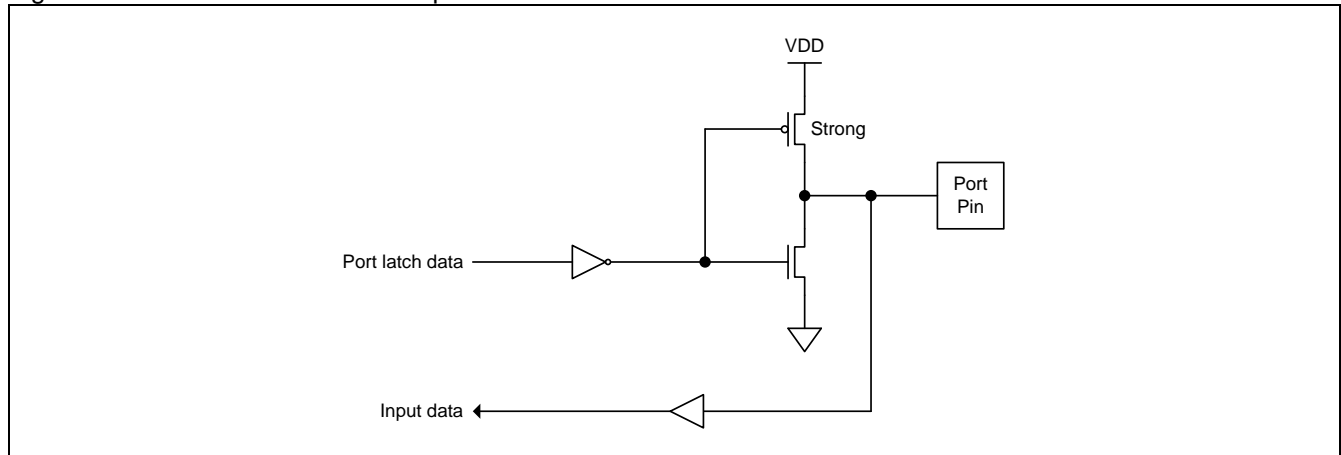 VDD
Strong
Port
Pin
Port latch data
Input data